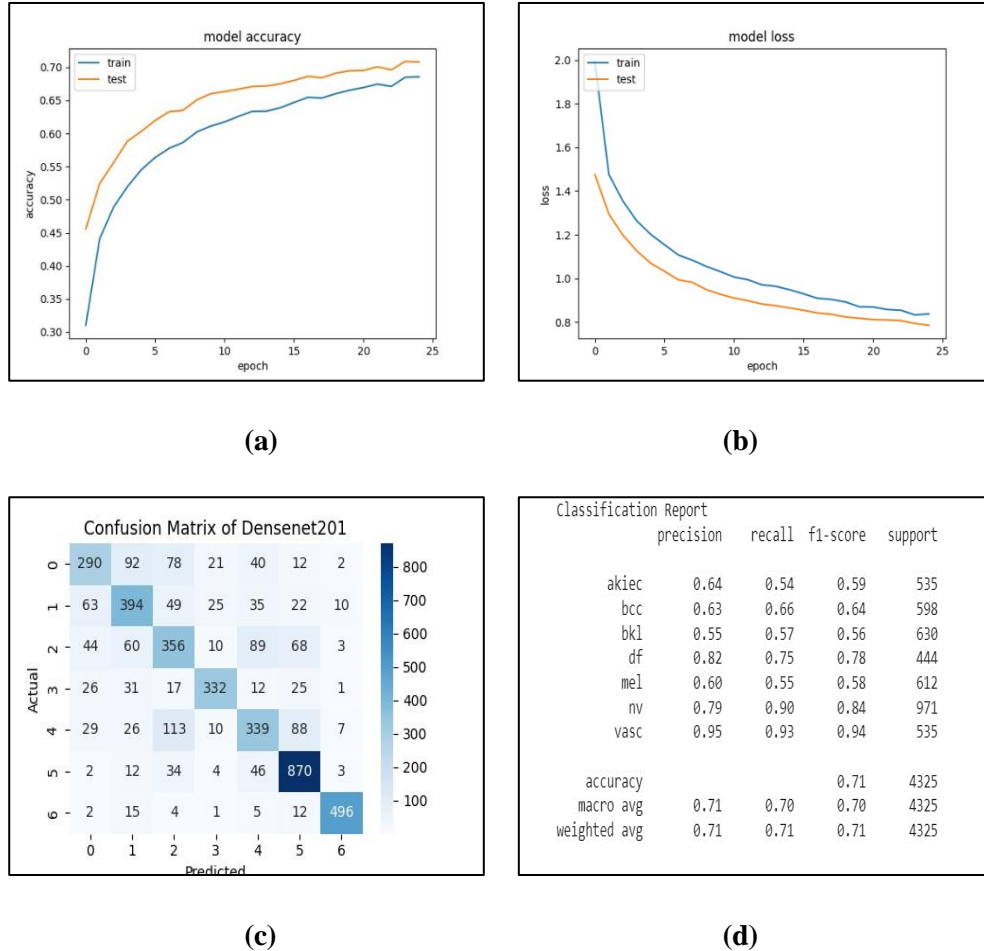 model accuracy
train
test
0.70
0.65
0.60
0.55
0.50
0.45
0.40
0.35
0.30
accuracy
0 5 10 15 20 25
epoch
(a)
model loss
train
test
2.0
1.8
1.6
1.4
1.2
1.0
0.8
loss
0 5 10 15 20 25
epoch
(b)
Confusion Matrix of Densenet201
Actual
0 290 92 78 21 40 12 2
1 63 394 49 25 35 22 10
2 44 60 356 10 89 68 3
3 26 31 17 332 12 25 1
4 29 26 113 10 339 88 7
5 2 12 34 4 46 870 3
6 2 15 4 1 5 12 496
0 1 2 3 4 5 6
Predicted
800
700
600
500
400
300
200
100
(c)
Classification Report
precision recall f1-score support
akiec 0.64 0.54 0.59 535
bcc 0.63 0.66 0.64 598
bkl 0.55 0.57 0.56 630
df 0.82 0.75 0.78 444
mel 0.60 0.55 0.58 612
nv 0.79 0.90 0.84 971
vasc 0.95 0.93 0.94 535
accuracy 0.71 4325
macro avg 0.71 0.70 0.70 4325
weighted avg 0.71 0.71 0.71 4325
(d)